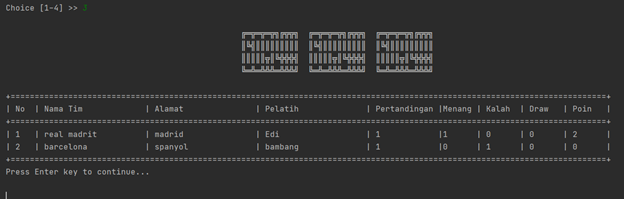 Choice [1-4] >> 3
No | Nama Tim | Alamat | Pelatih | Pertandingan |Menang | Kalah | Draw | Poin |
| 1 | real madrit | madrid | Edi | 1 |1 | 0 | 0 | 2 |
| 2 | barcelona | spanyol | bambang | 1 |0 | 1 | 0 | 0 |
Press Enter key to continue...